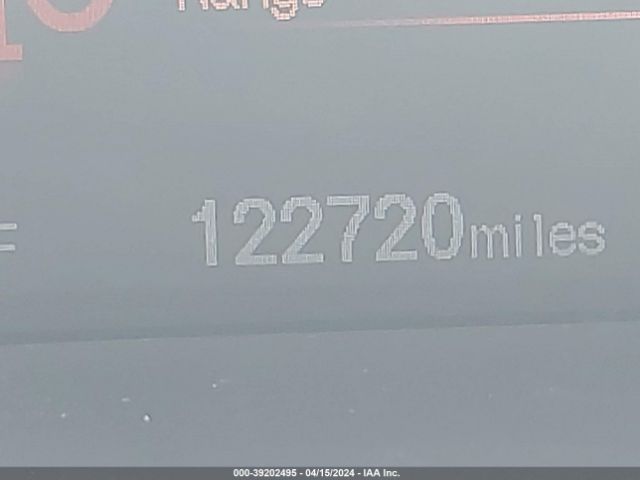 Range
122720miles
000-39202495 - 04/15/2024 - IAA Inc.